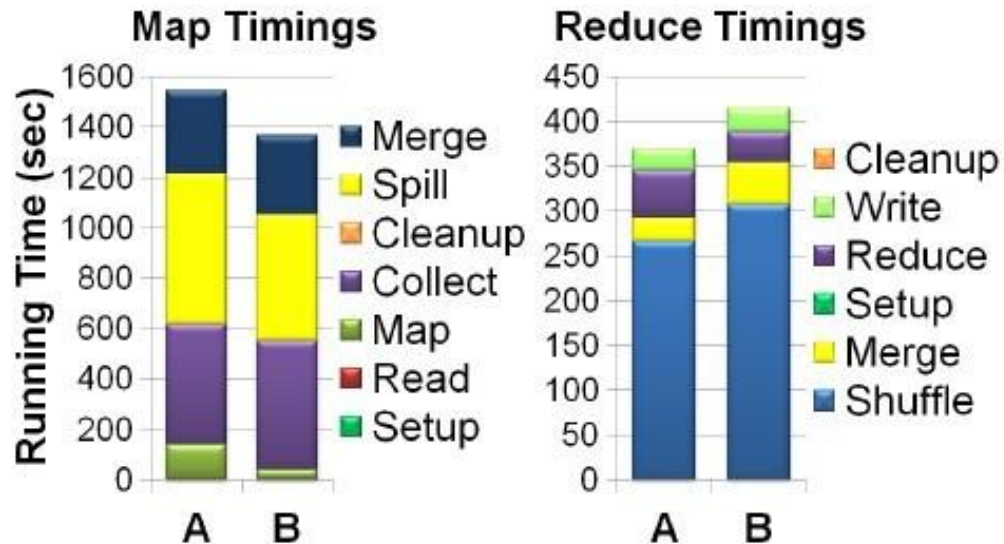 Map Timings
Running Time (sec)
1600
1400
1200
1000
800
600
400
200
0
A B
Merge
Spill
Cleanup
Collect
Map
Read
Setup
Reduce Timings
450
400
350
300
250
200
150
100
50
0
A B
Cleanup
Write
Reduce
Setup
Merge
Shuffle